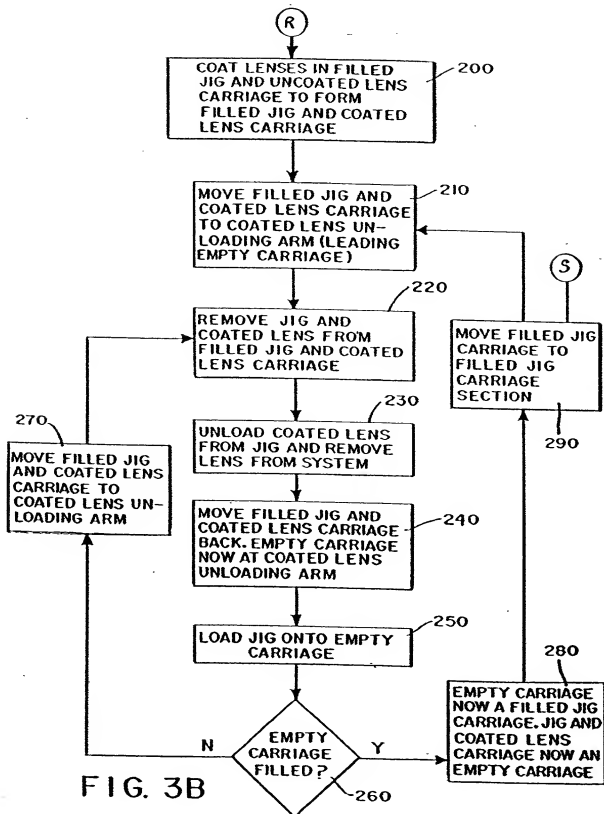 R
COAT LENSES IN FILLED
JIG AND UNCOATED LENS
CARRIAGE TO FORM
FILLED JIG AND COATED
LENS CARRIAGE
200
MOVE FILLED JIG AND
COATED LENS CARRIAGE
TO COATED LENS UN-
LOADING ARM (LEADING
EMPTY CARRIAGE)
210
S
REMOVE JIG AND
COATED LENS FROM
FILLED JIG AND COATED
LENS CARRIAGE
220
MOVE FILLED JIG
CARRIAGE TO
FILLED JIG
CARRIAGE
SECTION
290
UNLOAD COATED LENS
FROM JIG AND REMOVE
LENS FROM SYSTEM
230
270
MOVE FILLED JIG
AND COATED LENS
CARRIAGE TO
COATED LENS UN-
LOADING ARM
MOVE FILLED JIG AND
COATED LENS CARRIAGE
BACK. EMPTY CARRIAGE
NOW AT COATED LENS
UNLOADING ARM
240
LOAD JIG ONTO EMPTY
CARRIAGE
250
280
EMPTY CARRIAGE
NOW A FILLED JIG
CARRIAGE. JIG AND
COATED LENS
CARRIAGE NOW AN
EMPTY CARRIAGE
N
EMPTY
CARRIAGE
FILLED?
Y
260
FIG. 3B